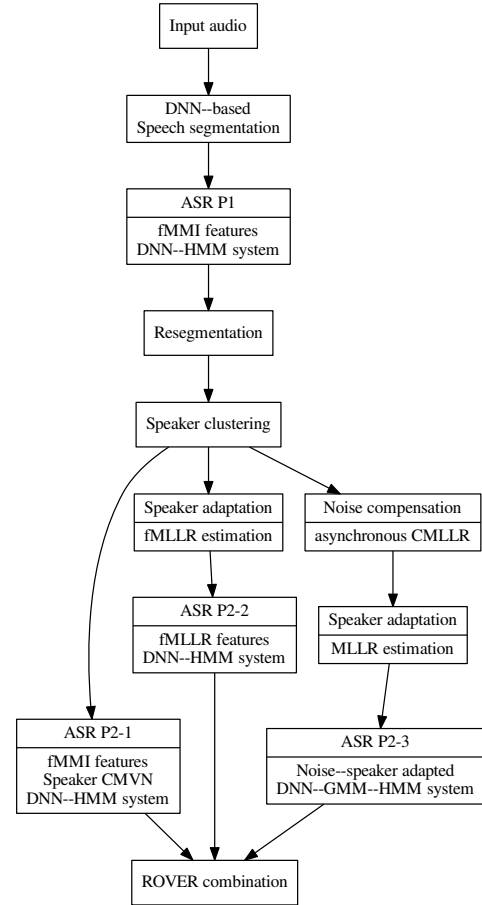 Input audio
DNN--based
Speech segmentation
ASR P1
fMMI features
DNN--HMM system
Resegmentation
Speaker clustering
Speaker adaptation
fMLLR estimation
Noise compensation
asynchronous CMLLR
ASR P2-2
fMLLR features
DNN--HMM system
Speaker adaptation
MLLR estimation
ASR P2-1
fMMI features
Speaker CMVN
DNN--HMM system
ASR P2-3
Noise--speaker adapted
DNN--GMM--HMM system
ROVER combination